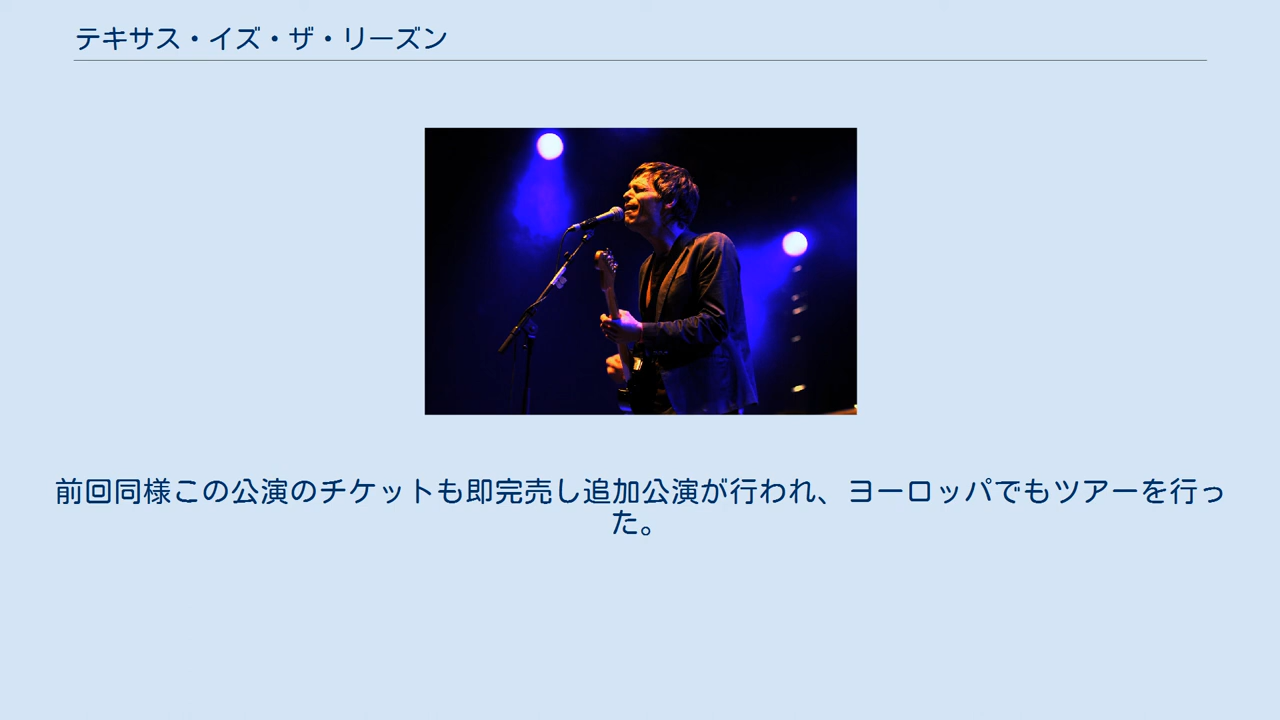 テキサス・イズ・ザ・リーズン
前回同様この公演のチケットも即完売し追加公演が行われ、ヨーロッパでもツアーを行っ
た。